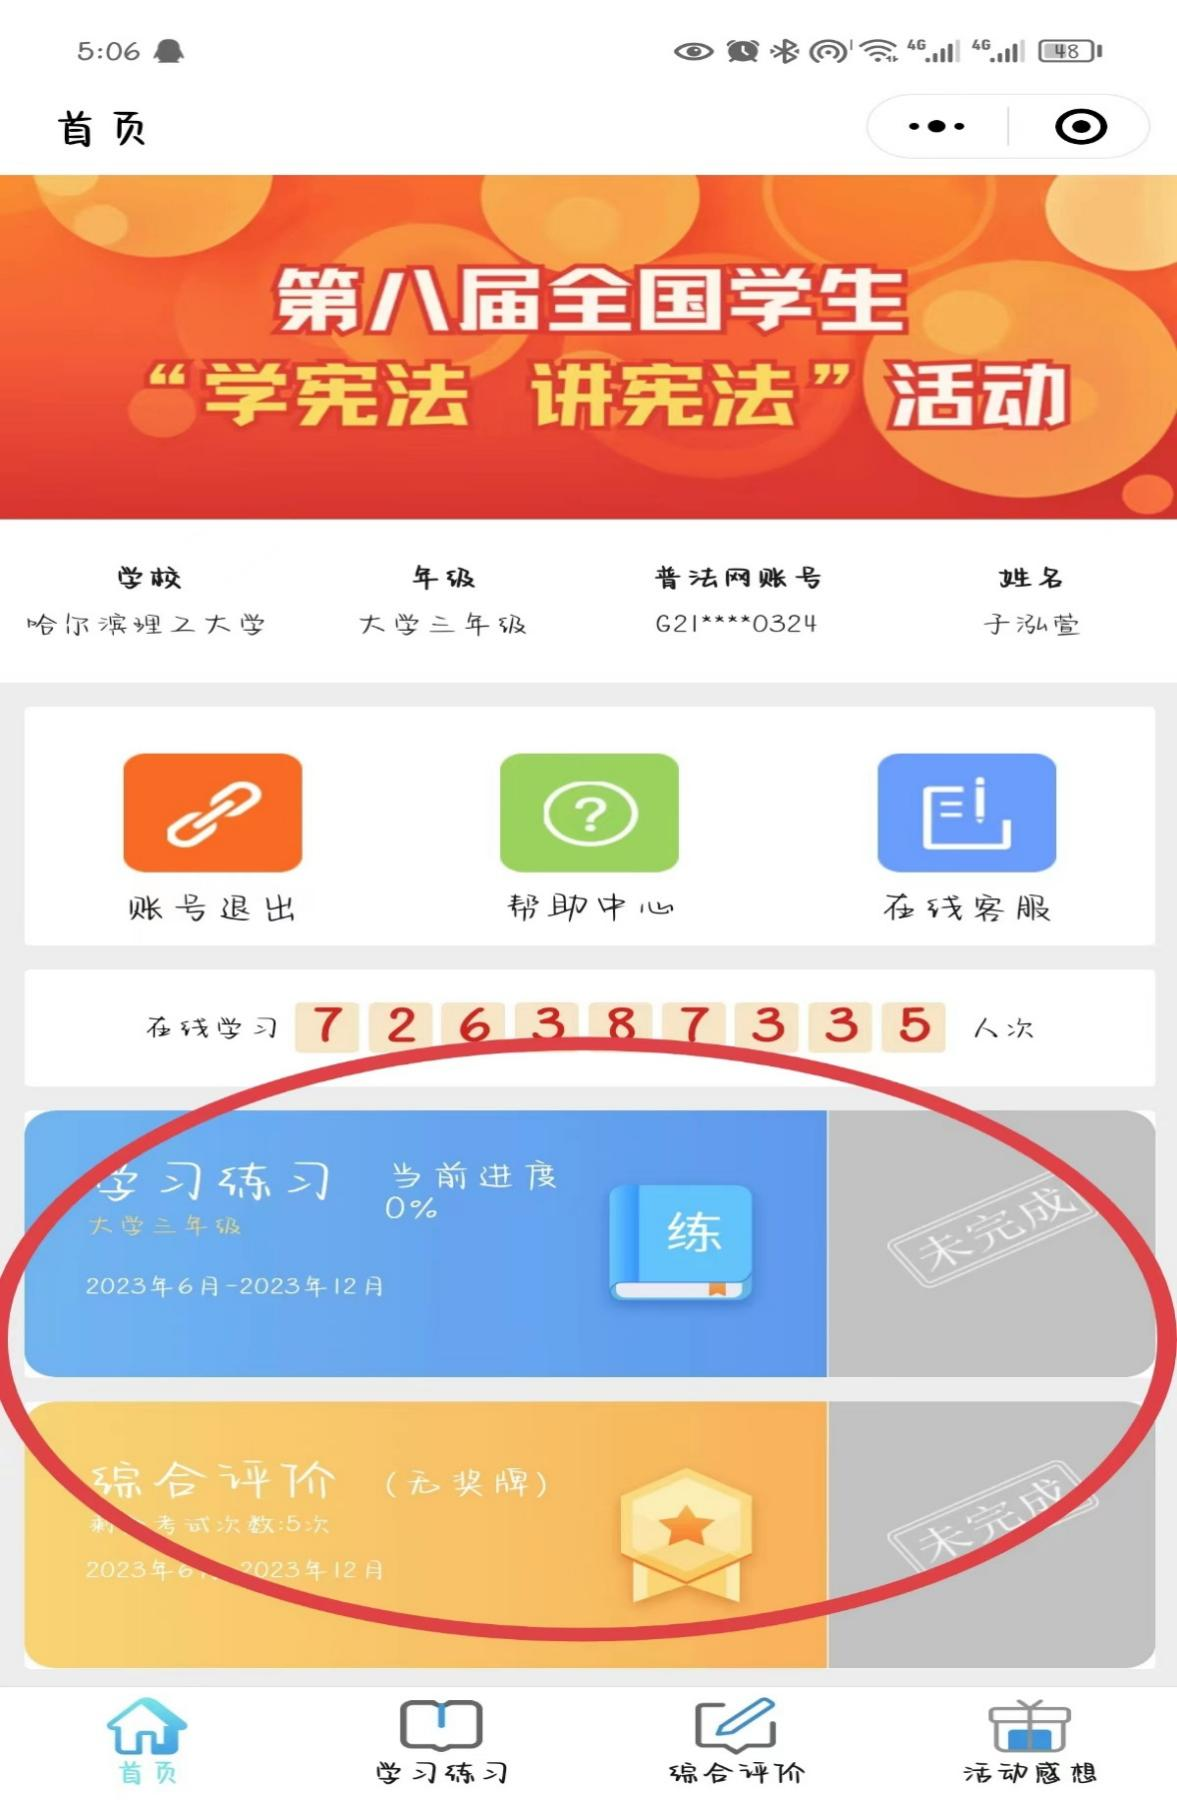 5:06
4G 4G 48
首页
第八届全国学生
“学宪法 讲宪法”活动
学校 年级 普法网账号 姓名
哈尔滨理工大学 大学三年级 G21****0324 于泓萱
账号退出 帮助中心 在线客服
在线学习 7 2 6 3 8 7 3 3 5 人次
学习练习 当前进度
0%
大学三年级
练
未完成
2023年6月-2023年12月
综合评价 (无奖牌)
剩余考试次数:5次
未完成
2023年6月-2023年12月
首页 学习练习 综合评价 活动感想